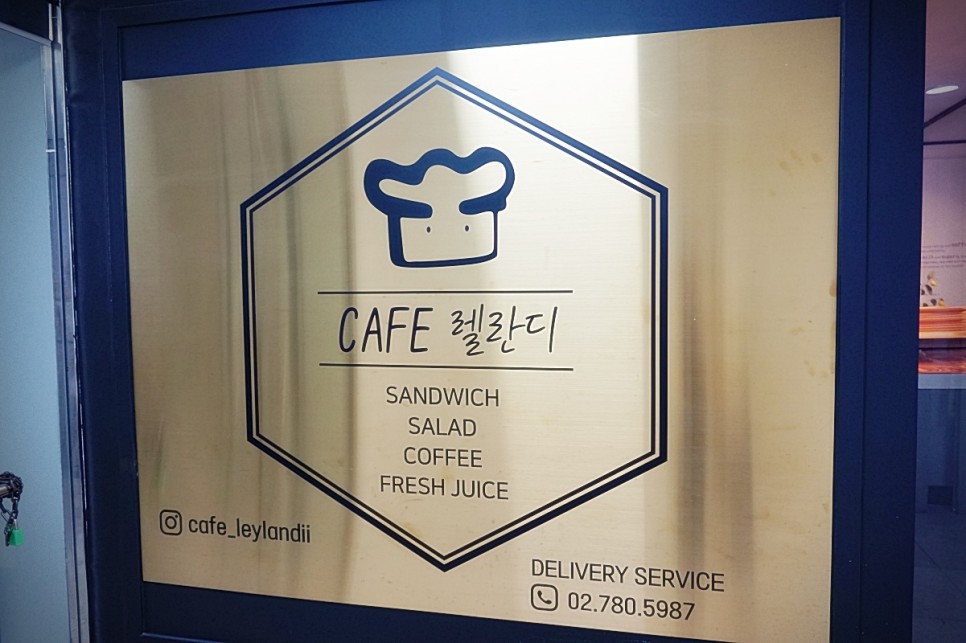 CAFE 렐란디
SANDWICH
SALAD
COFFEE
FRESH JUICE
cafe_leylandii
DELIVERY SERVICE
02.780.5987